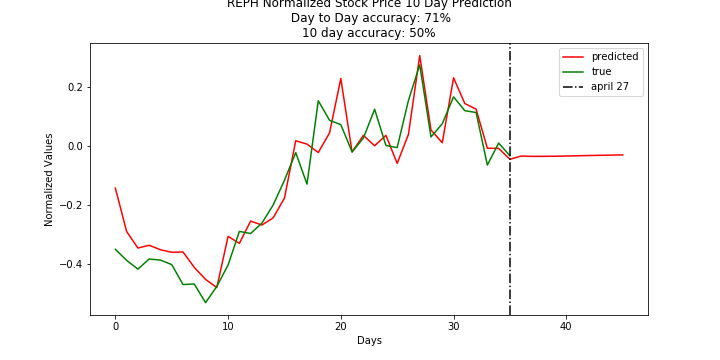 REPH Normalized Stock Price 10 Day Prediction
Day to Day accuracy: 71%
10 day accuracy: 50%
predicted
true
april 27
0.2
0.0
−0.2
−0.4
Normalized Values
0
10
20
30
40
Days